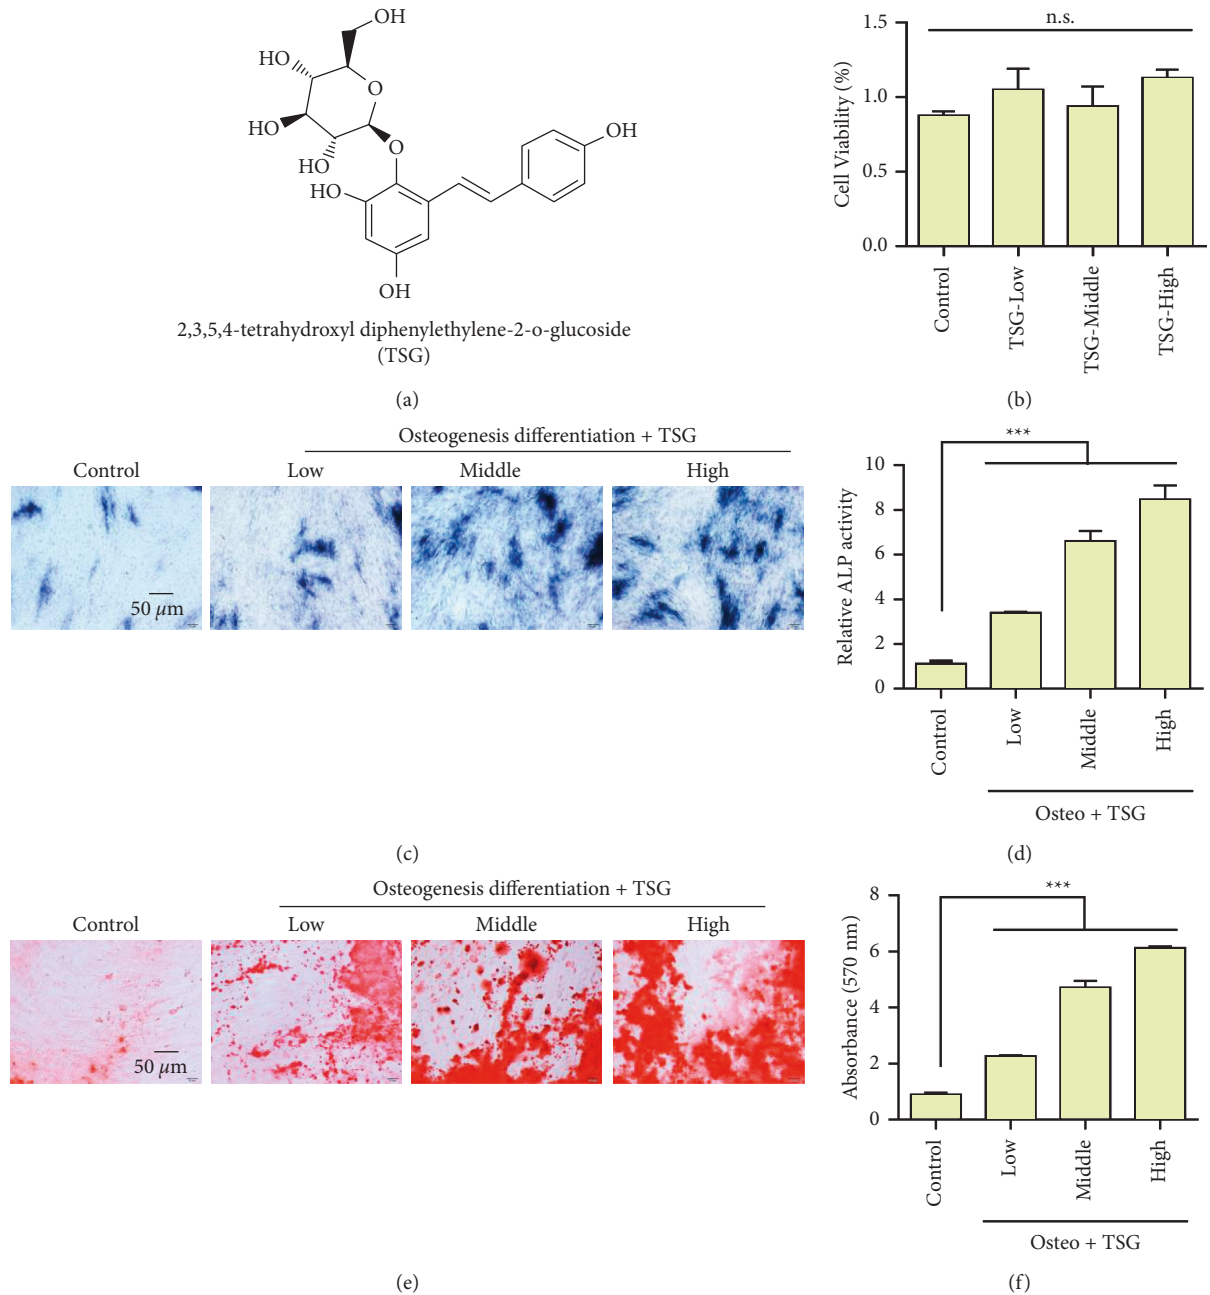 OH
HO
O
HO
HO
O
HO
OH
HO
OH
2,3,5,4-tetrahydroxyl diphenylethylene-2-o-glucoside
(TSG)
(a)
Cell Viability (%)
1.5
1.0
0.5
0.0
n.s.
Control
TSG-Low
TSG-Middle
TSG-High
(b)
Osteogenesis differentiation + TSG
Control Low Middle High
50 μm
(c)
Relative ALP activity
10
8
6
4
2
0
***
Control
Low
Middle
High
Osteo + TSG
(d)
Osteogenesis differentiation + TSG
Control Low Middle High
50 μm
(e)
Absorbance (570 nm)
8
6
4
2
0
***
Control
Low
Middle
High
Osteo + TSG
(f)